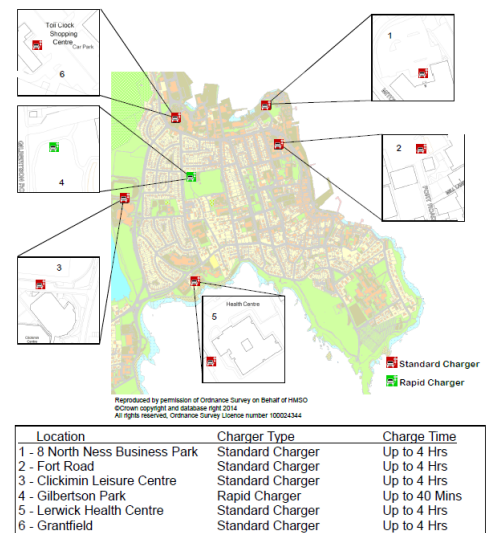 Toll Clock
Shopping
Centre
Car Park
6
1
4
2
FORT ROAD
3
Health Centre
5
Standard Charger
Rapid Charger
Reproduced by permission of Ordnance Survey on Behalf of HMSO
©Crown copyright and database right 2014
All rights reserved, Ordnance Survey Licence number 100024344
Location Charger Type Charge Time
1 - 8 North Ness Business Park Standard Charger Up to 4 Hrs
2 - Fort Road Standard Charger Up to 4 Hrs
3 - Clickimin Leisure Centre Standard Charger Up to 4 Hrs
4 - Gilbertson Park Rapid Charger Up to 40 Mins
5 - Lerwick Health Centre Standard Charger Up to 4 Hrs
6 - Grantfield Standard Charger Up to 4 Hrs